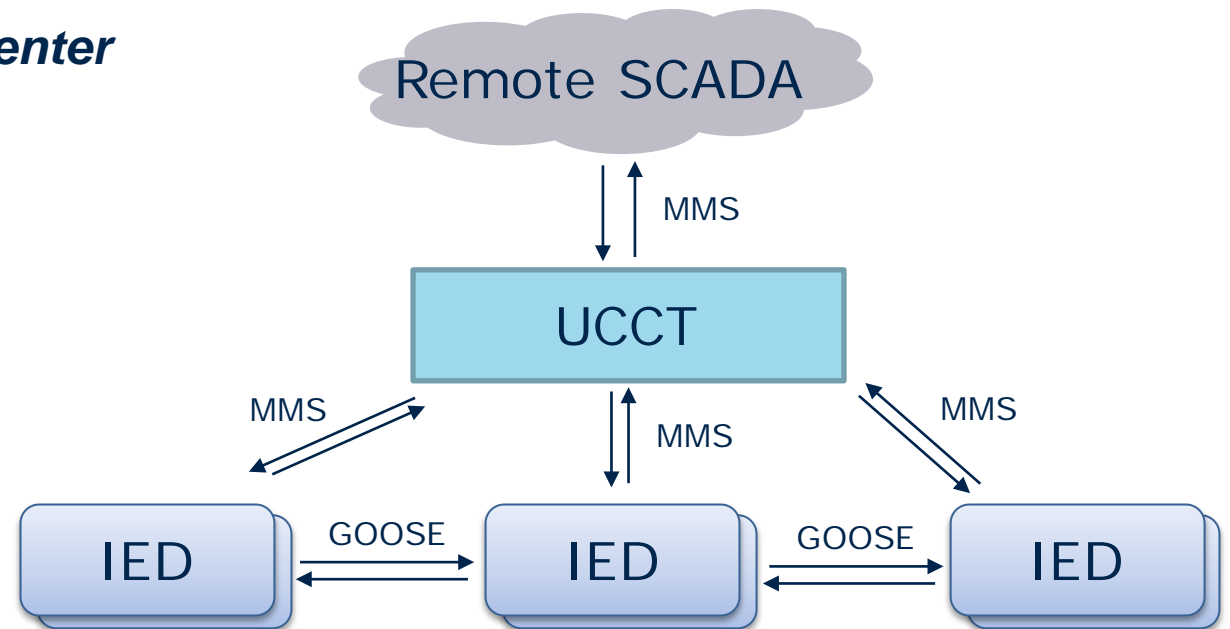 enter
Remote SCADA
MMS
UCCT
MMS
MMS
MMS
GOOSE
GOOSE
IED
IED
IED